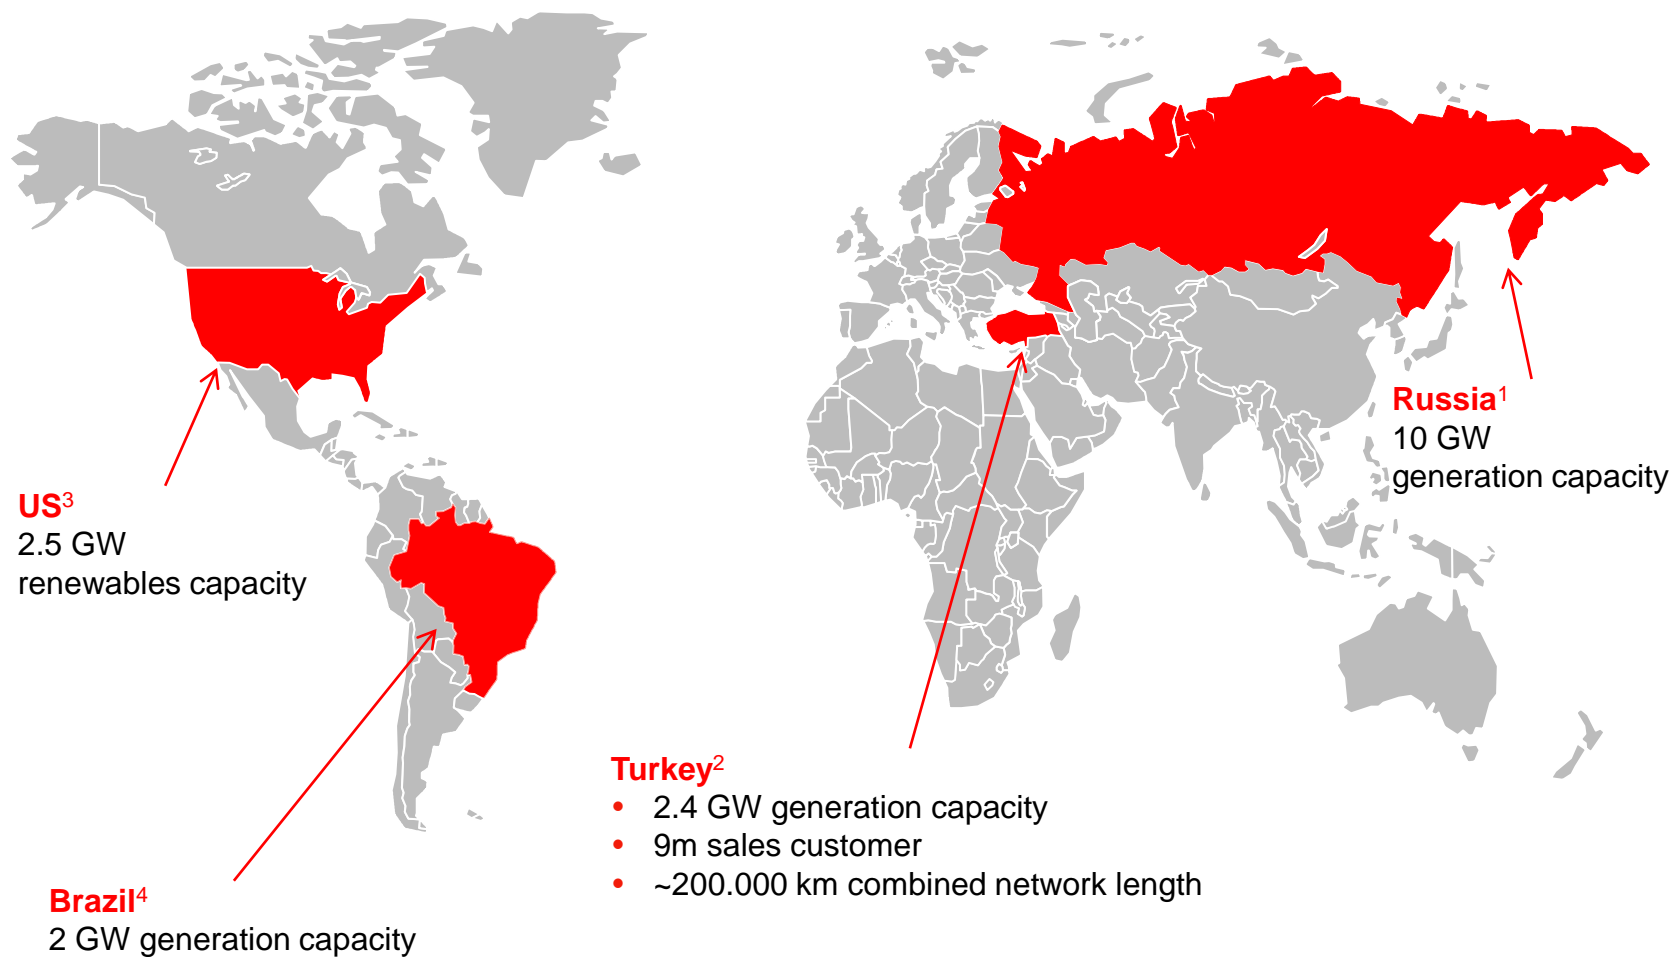 Russia¹
10 GW
generation capacity
US³
2.5 GW
renewables capacity
Turkey²
• 2.4 GW generation capacity
• 9m sales customer
• ~200.000 km combined network length
Brazil⁴
2 GW generation capacity